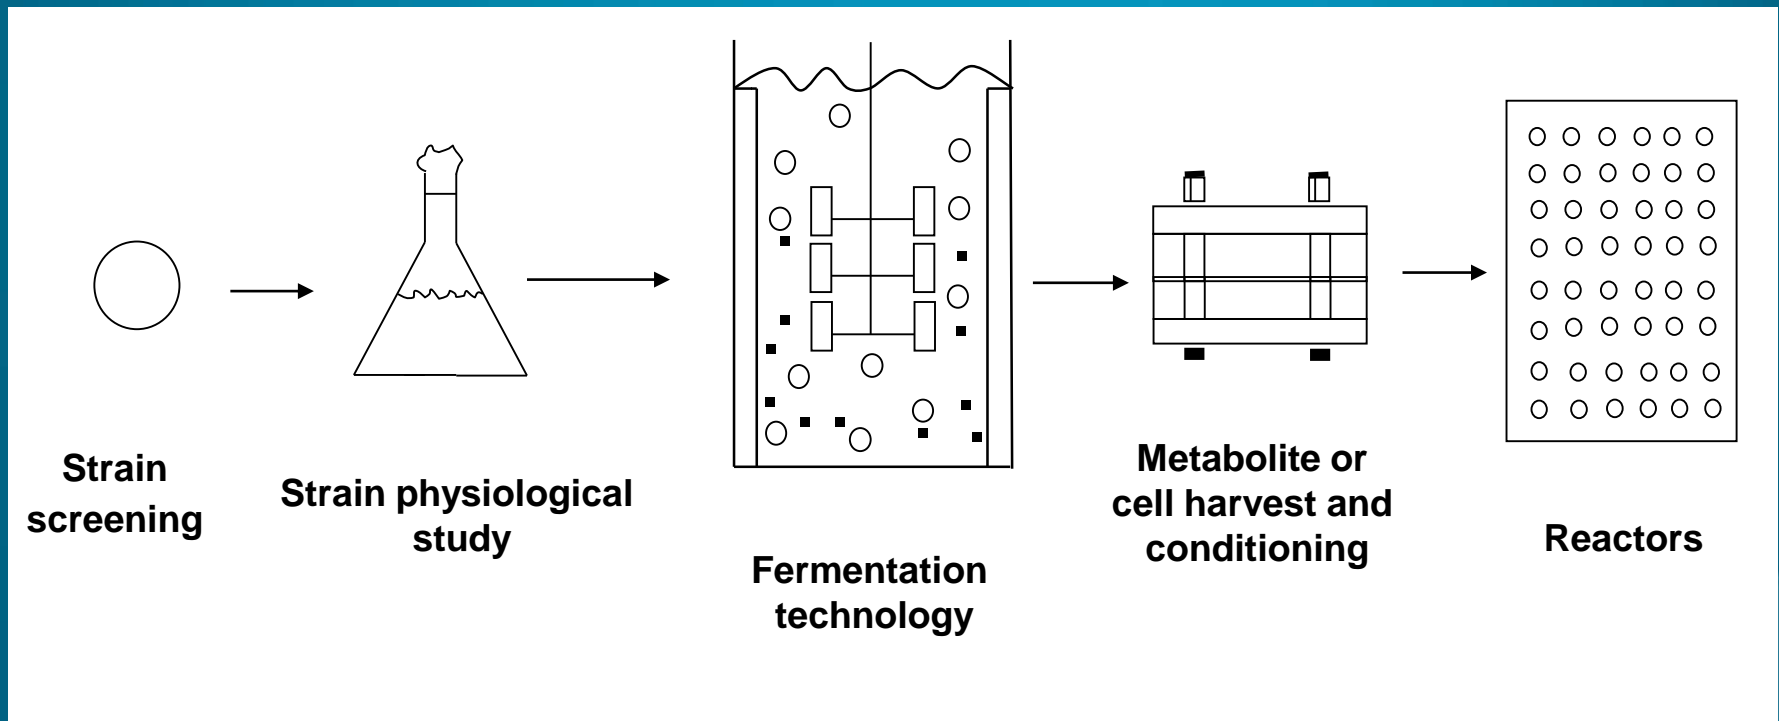 Strain
screening
Strain physiological
study
Fermentation
technology
Metabolite or
cell harvest and
conditioning
Reactors